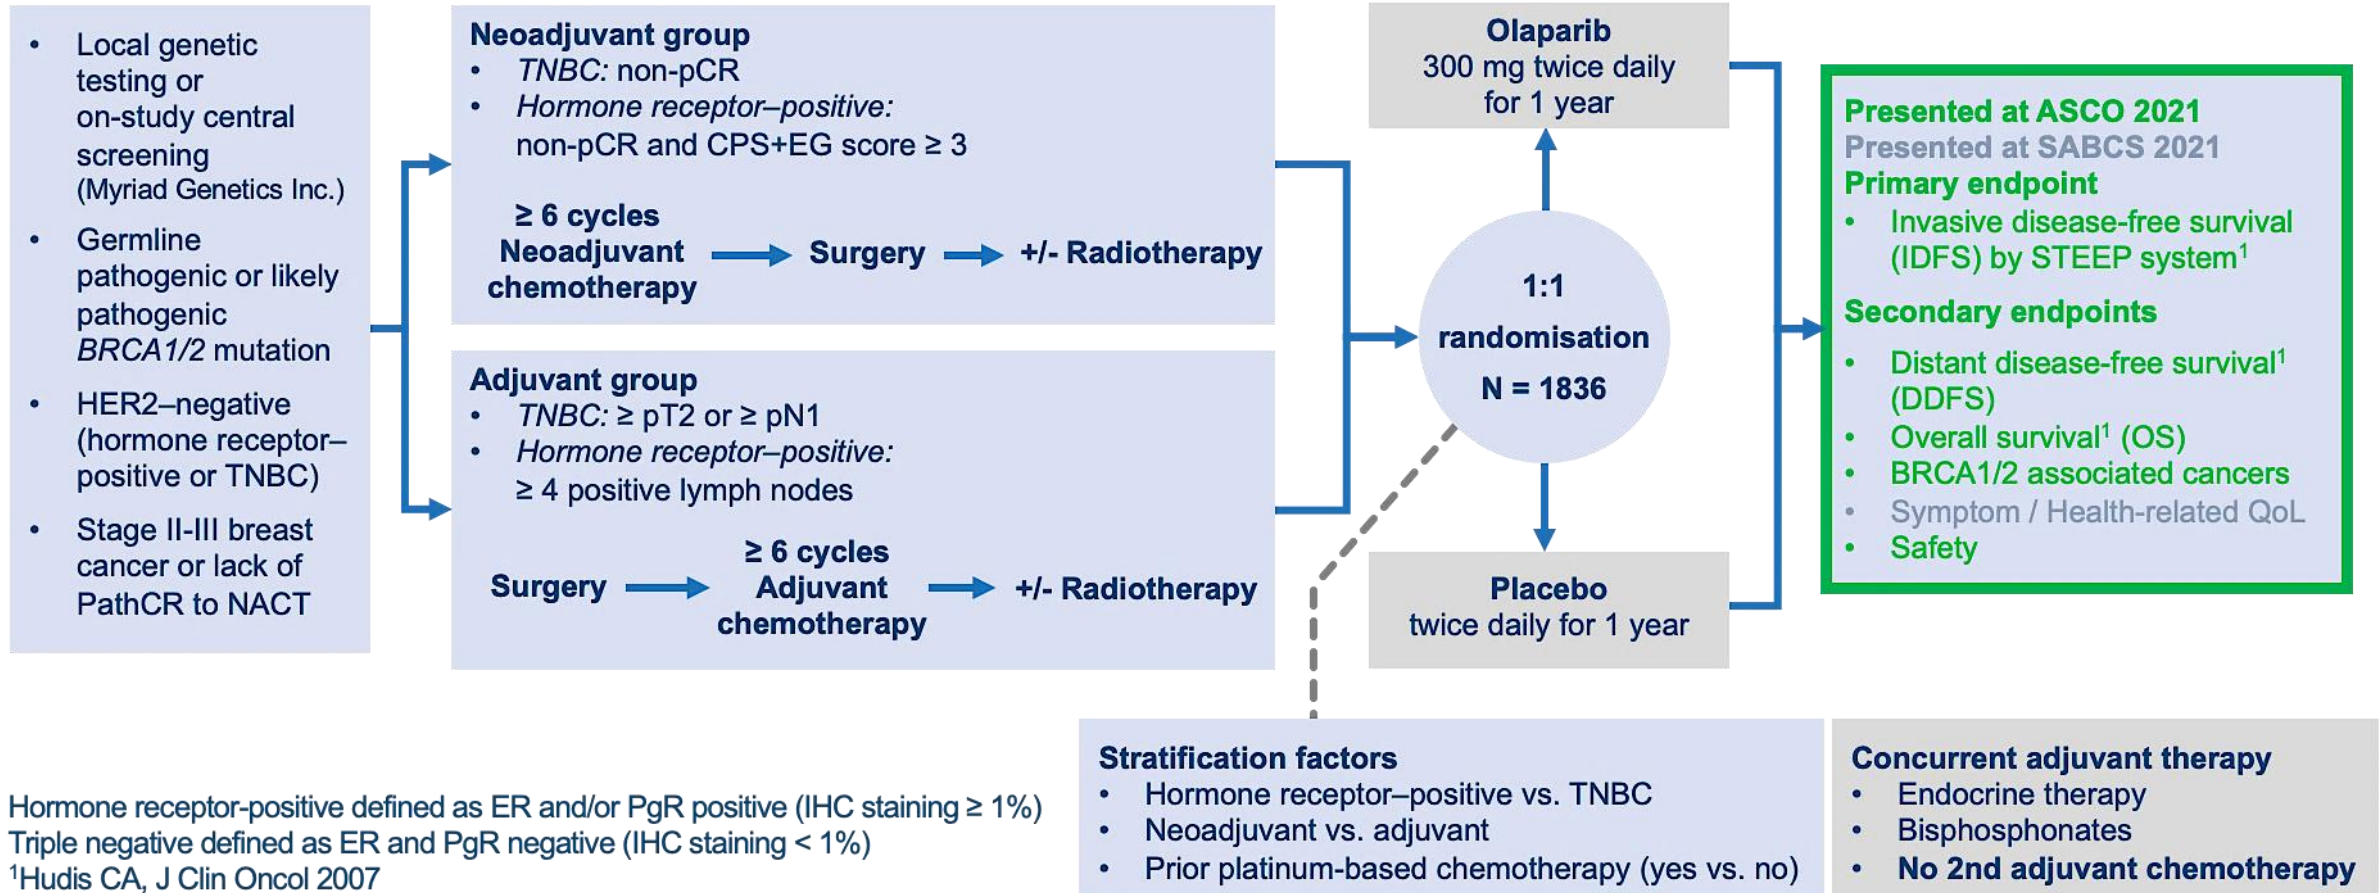 • Local genetic
testing or
on-study central
screening
(Myriad Genetics Inc.)
• Germline
pathogenic or likely
pathogenic
BRCA1/2 mutation
• HER2–negative
(hormone receptor–
positive or TNBC)
• Stage II-III breast
cancer or lack of
PathCR to NACT
Neoadjuvant group
• TNBC: non-pCR
• Hormone receptor–positive:
non-pCR and CPS+EG score ≥ 3
≥ 6 cycles
Neoadjuvant
chemotherapy
Surgery
+/- Radiotherapy
Adjuvant group
• TNBC: ≥ pT2 or ≥ pN1
• Hormone receptor–positive:
≥ 4 positive lymph nodes
Surgery
≥ 6 cycles
Adjuvant
chemotherapy
+/- Radiotherapy
Olaparib
300 mg twice daily
for 1 year
1:1
randomisation
N = 1836
Placebo
twice daily for 1 year
Presented at ASCO 2021
Presented at SABCS 2021
Primary endpoint
• Invasive disease-free survival
(IDFS) by STEEP system¹
Secondary endpoints
• Distant disease-free survival¹
(DDFS)
• Overall survival¹ (OS)
• BRCA1/2 associated cancers
• Symptom / Health-related QoL
• Safety
Stratification factors
• Hormone receptor–positive vs. TNBC
• Neoadjuvant vs. adjuvant
• Prior platinum-based chemotherapy (yes vs. no)
Concurrent adjuvant therapy
• Endocrine therapy
• Bisphosphonates
• No 2nd adjuvant chemotherapy
Hormone receptor-positive defined as ER and/or PgR positive (IHC staining ≥ 1%)
Triple negative defined as ER and PgR negative (IHC staining < 1%)
¹Hudis CA, J Clin Oncol 2007